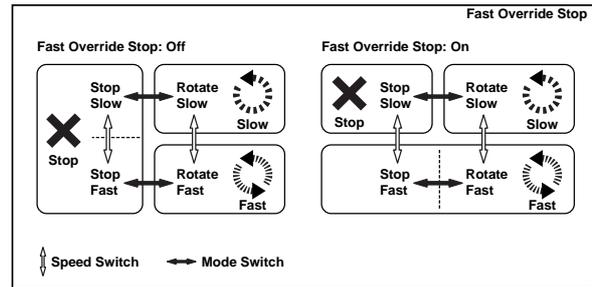 Fast Override Stop
Fast Override Stop: Off
Stop
Slow
Rotate
Slow
Slow
Stop
Stop
Fast
Rotate
Fast
Fast
Fast Override Stop: On
Stop
Stop
Slow
Rotate
Slow
Slow
Stop
Fast
Rotate
Fast
Fast
Speed Switch
Mode Switch